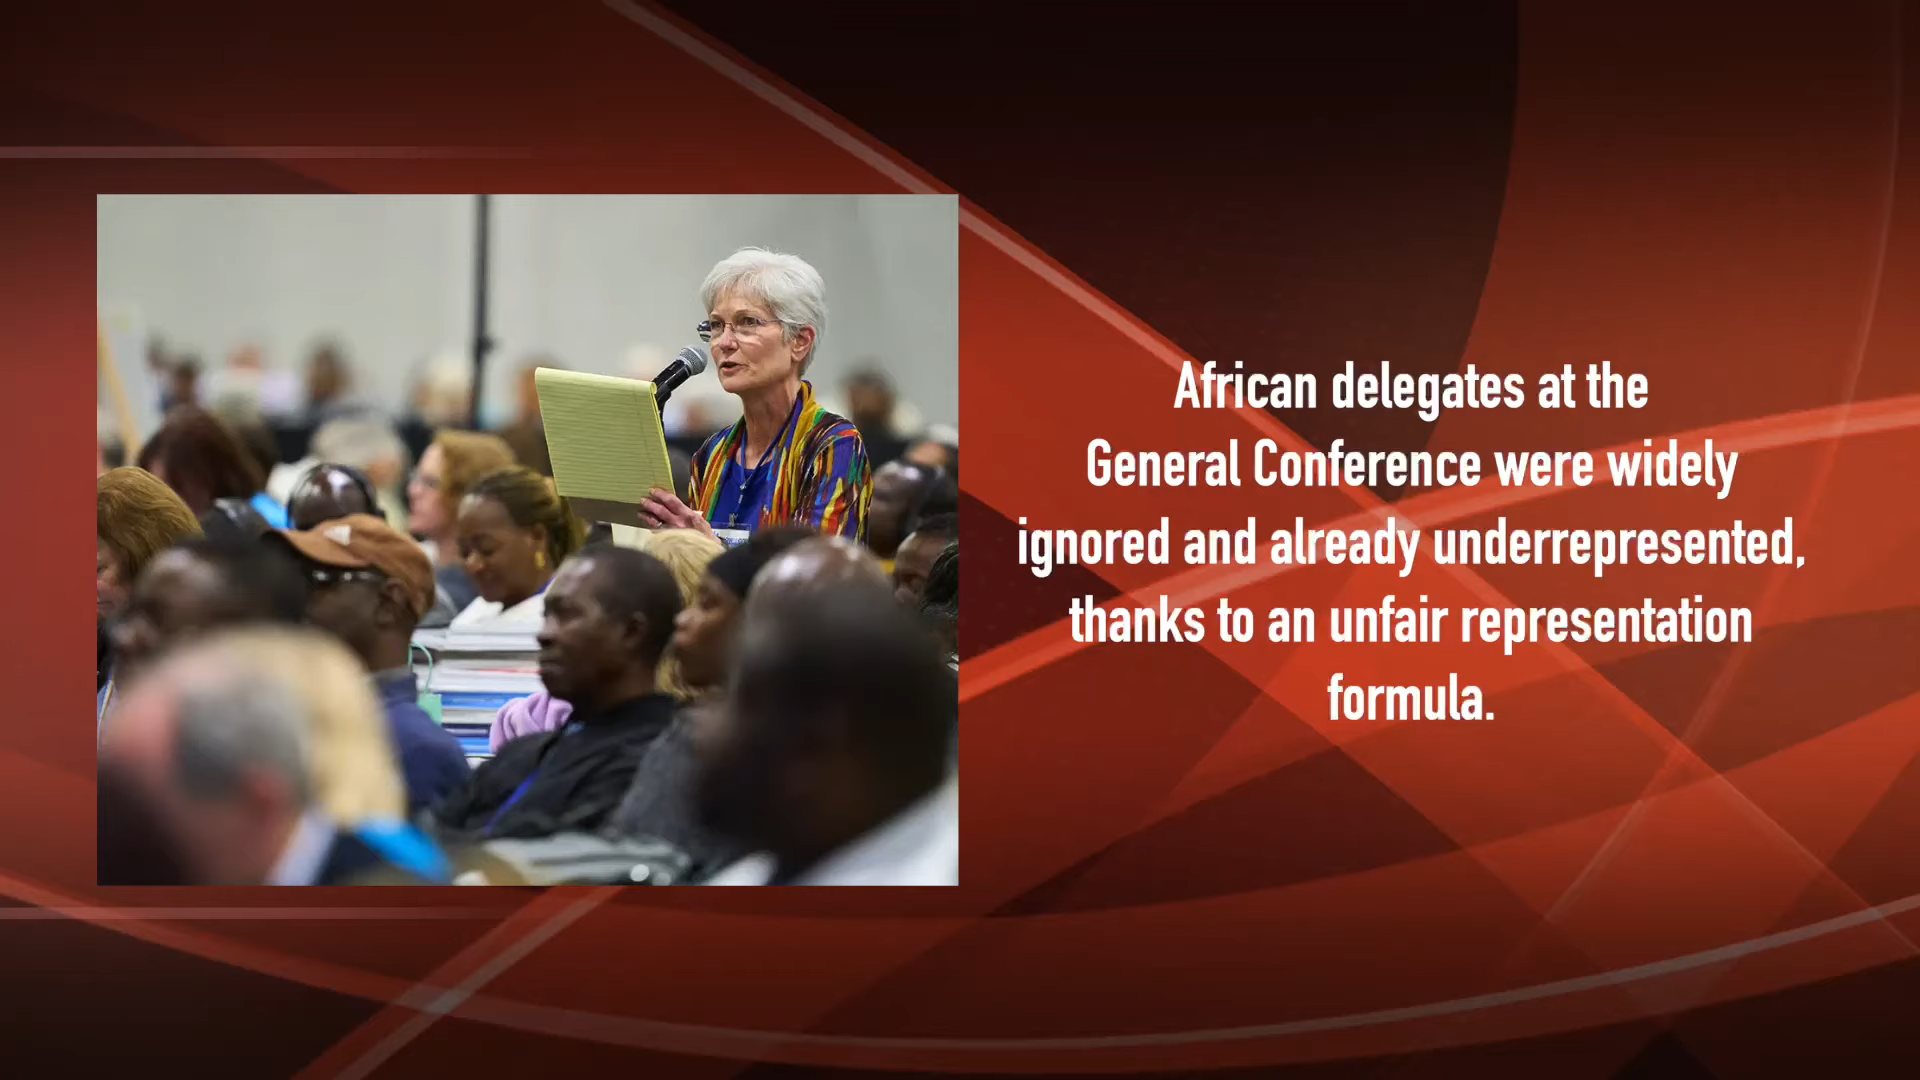 African delegates at the
General Conference were widely
ignored and already underrepresented,
thanks to an unfair representation
formula.